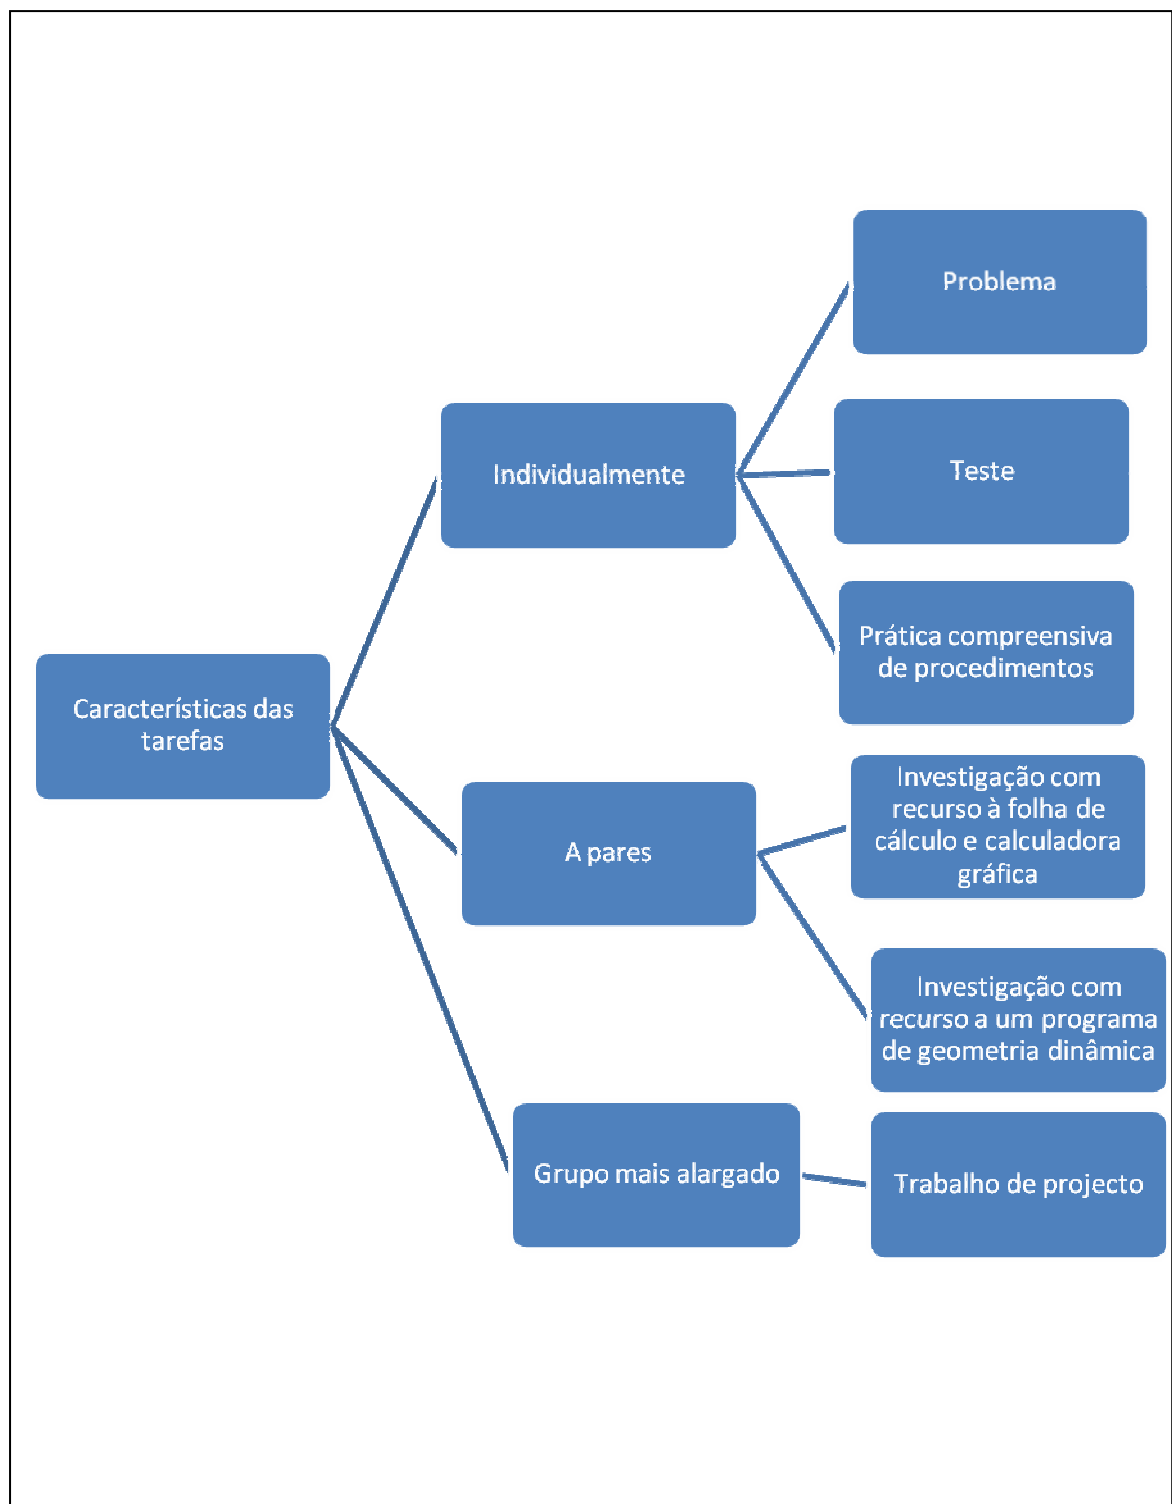 Características das
tarefas
Individualmente
Problema
Teste
Prática compreensiva
de procedimentos
A pares
Investigação com
recurso à folha de
cálculo e calculadora
gráfica
Investigação com
recurso a um programa
de geometria dinâmica
Grupo mais alargado
Trabalho de projecto